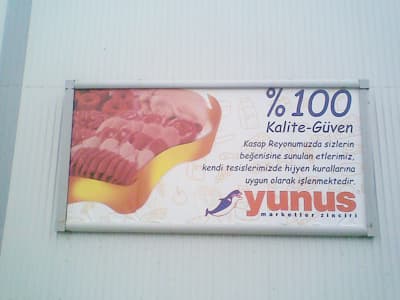 %100
Kalite-Güven
Kasap Reyonumuzda sizlerin
beğenisine sunulan etlerimiz,
kendi tesislerimizde hijyen kurallarına
uygun olarak işlenmektedir.
yunus
marketler zinciri